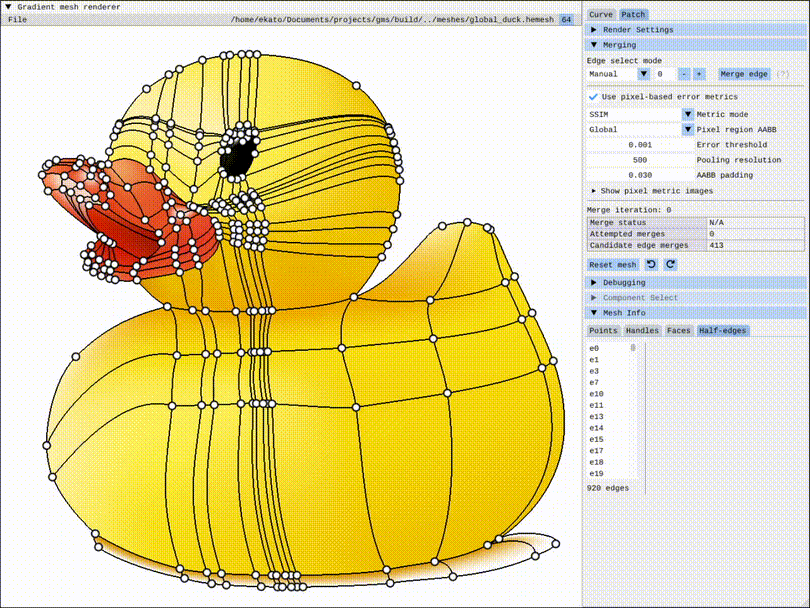 Gradient mesh renderer
File /home/ekato/Documents/projects/gms/build/../meshes/global_duck.hemesh 64
Curve Patch
Render Settings
Merging
Edge select mode
Manual 0 - + Merge edge (?)
Use pixel-based error metrics
SSIM Metric mode
Global Pixel region AABB
0.001 Error threshold
500 Pooling resolution
0.030 AABB padding
Show pixel metric images
Merge iteration: 0
Merge status N/A
Attempted merges 0
Candidate edge merges 413
Reset mesh
Debugging
Component Select
Mesh Info
Points Handles Faces Half-edges
e0 0
e1
e3
e7
e10
e11
e13
e14
e15
e17
e18
e19
920 edges